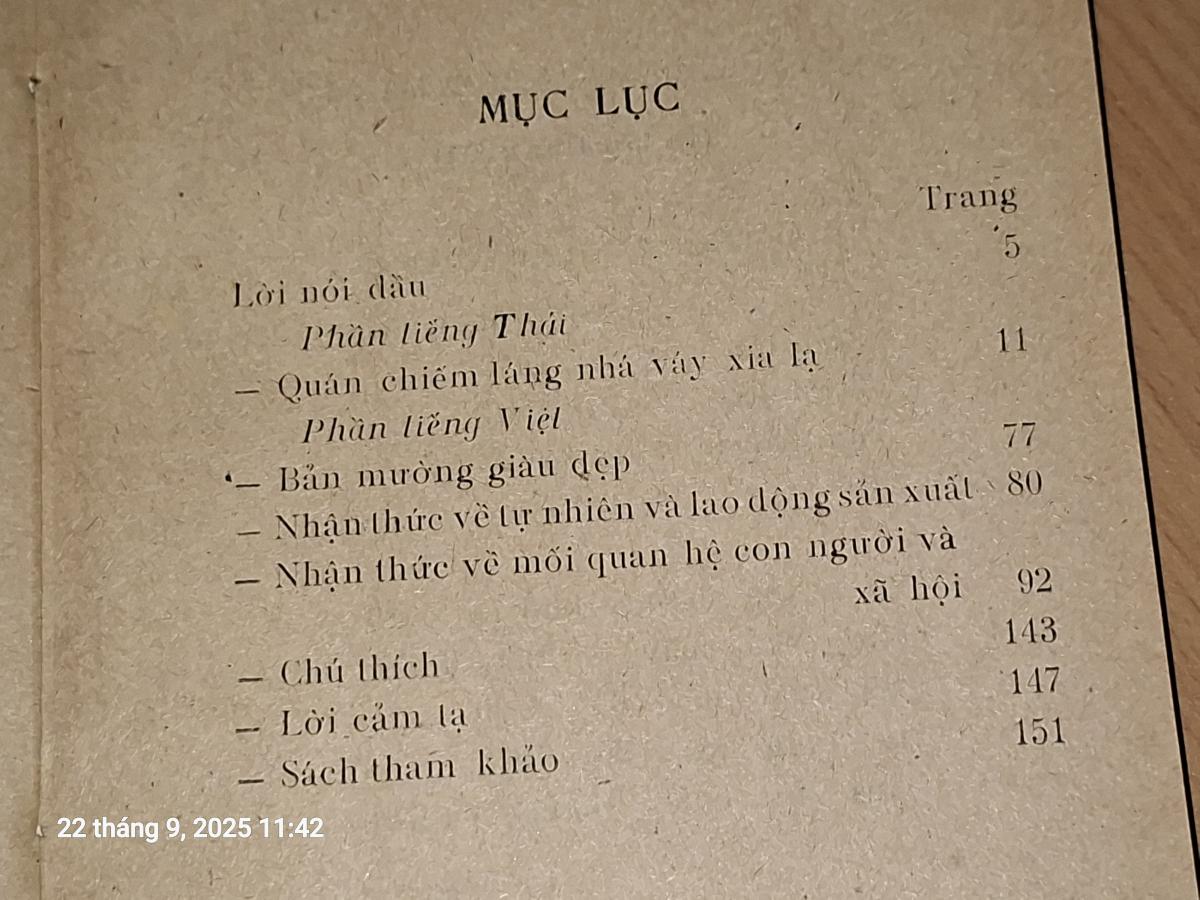 MỤC LỤC
Trang
Lời nói đầu 5
Phần tiếng Thái
— Quán chiếm láng nhá váy xia lạ 11
Phần tiếng Việt
— Bản mường giàu đẹp 77
— Nhận thức về tự nhiên và lao động sản xuất 80
— Nhận thức về mối quan hệ con người và
xã hội 92
— Chú thích 143
— Lời cảm tạ 147
— Sách tham khảo 151
22 tháng 9, 2025 11:42